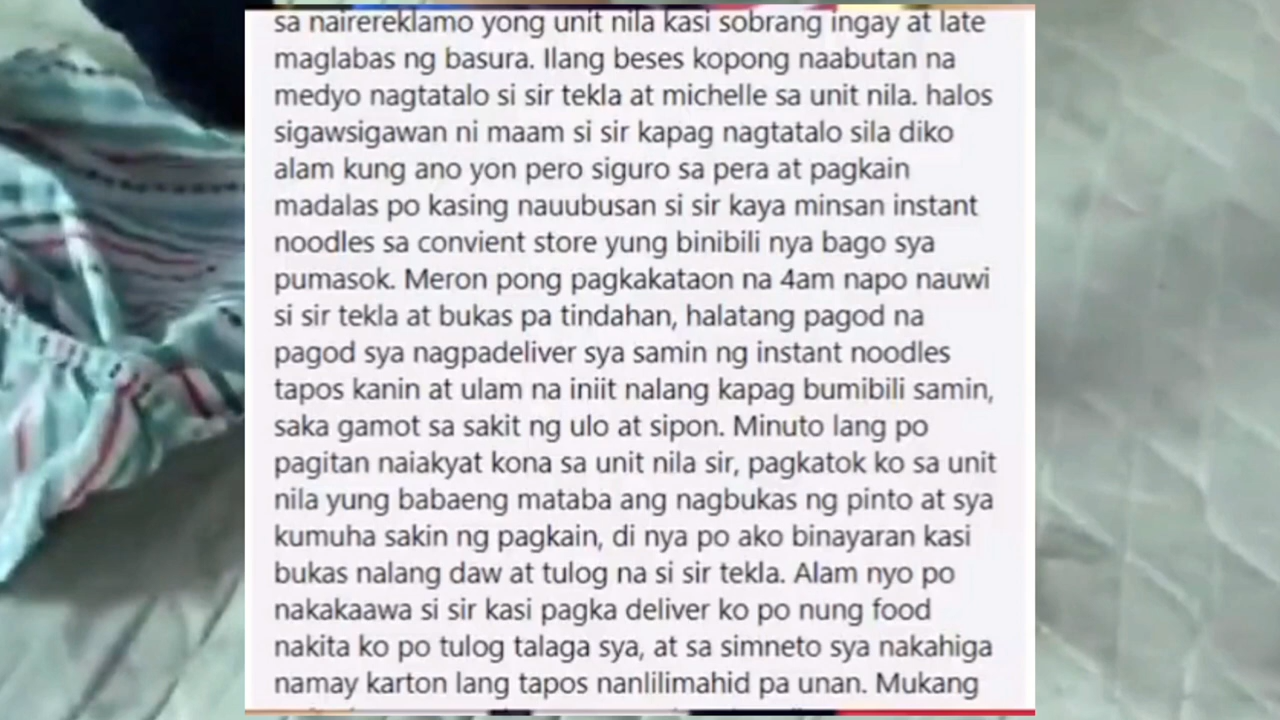 sa nairereklamo yong unit nila kasi sobrang ingay at late
maglabas ng basura. Ilang beses kopong naabutan na
medyo nagtatalo si sir tekla at michelle sa unit nila. halos
sigawsigawan ni maam si sir kapag nagtatalo sila diko
alam kung ano yon pero siguro sa pera at pagkain
madalas po kasing nauubusan si sir kaya minsan instant
noodles sa convient store yung binibili nya bago sya
pumasok. Meron pong pagkakataon na 4am napo nauwi
si sir tekla at bukas pa tindahan, halatang pagod na
pagod sya nagpadeliver sya samin ng instant noodles
tapos kanin at ulam na iniit nalang kapag bumibili samin,
saka gamot sa sakit ng ulo at sipon. Minuto lang po
pagitan naiakyat kona sa unit nila sir, pagkatok ko sa unit
nila yung babaeng mataba ang nagbukas ng pinto at sya
kumuha sakin ng pagkain, di nya po ako binayaran kasi
bukas nalang daw at tulog na si sir tekla. Alam nyo po
nakakaawa si sir kasi pagka deliver ko po nung food
nakita ko po tulog talaga sya, at sa simneto sya nakahiga
namay karton lang tapos nanlilimahid pa unan. Mukang